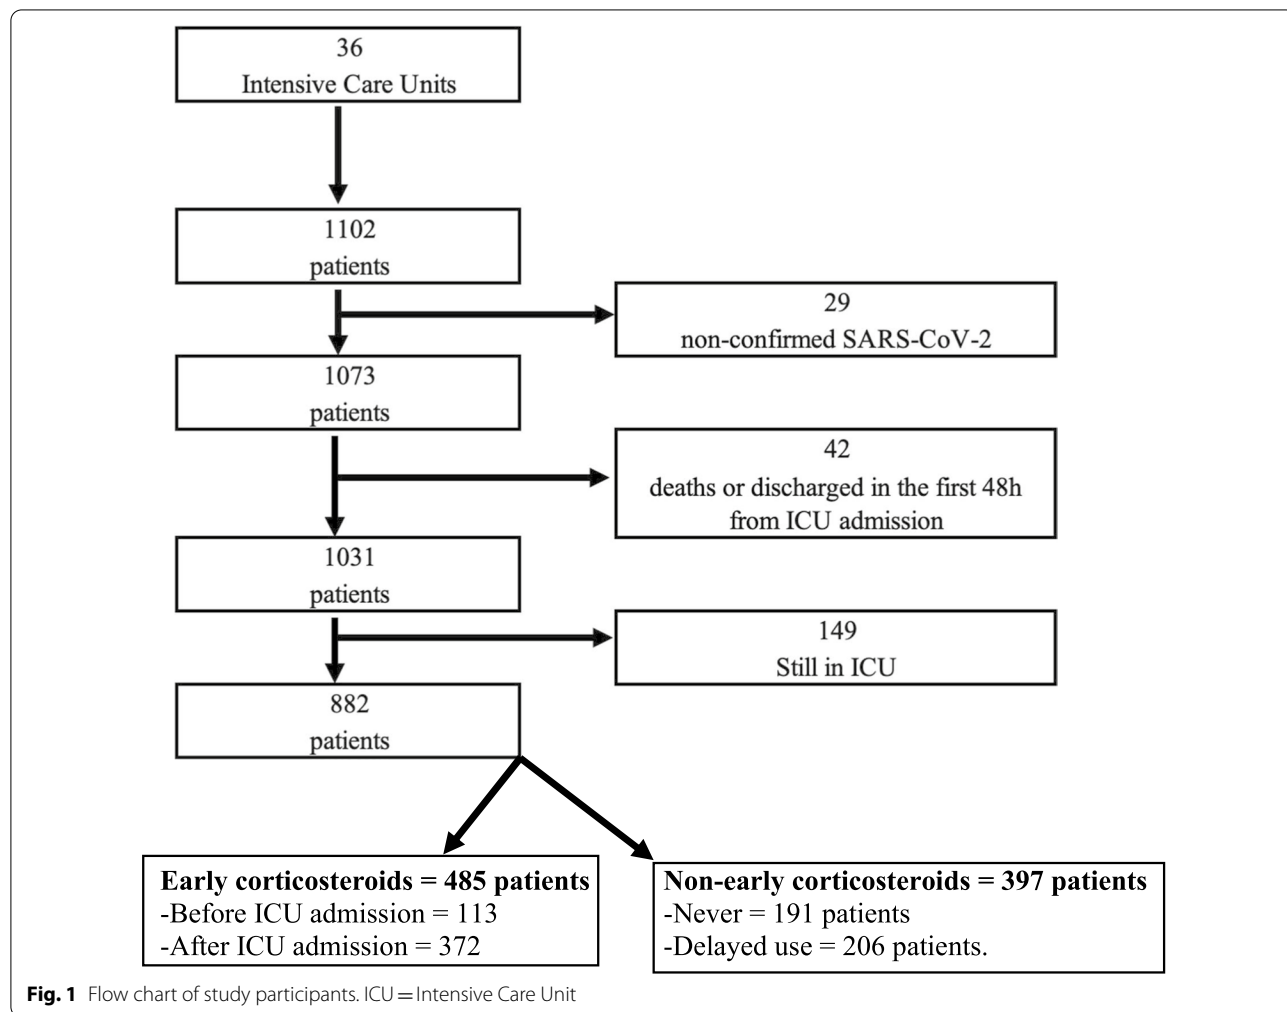 36
Intensive Care Units
1102
patients
29
non-confirmed SARS-CoV-2
1073
patients
42
deaths or discharged in the first 48h
from ICU admission
1031
patients
149
Still in ICU
882
patients
Early corticosteroids = 485 patients
-Before ICU admission = 113
-After ICU admission = 372
Non-early corticosteroids = 397 patients
-Never = 191 patients
-Delayed use = 206 patients.
Fig. 1 Flow chart of study participants. ICU = Intensive Care Unit